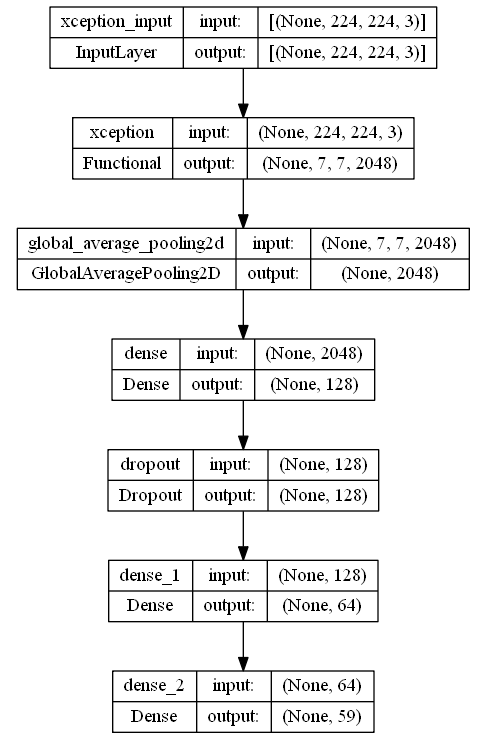 xception_input input: [(None, 224, 224, 3)]
InputLayer output: [(None, 224, 224, 3)]
xception input: (None, 224, 224, 3)
Functional output: (None, 7, 7, 2048)
global_average_pooling2d input: (None, 7, 7, 2048)
GlobalAveragePooling2D output: (None, 2048)
dense input: (None, 2048)
Dense output: (None, 128)
dropout input: (None, 128)
Dropout output: (None, 128)
dense_1 input: (None, 128)
Dense output: (None, 64)
dense_2 input: (None, 64)
Dense output: (None, 59)